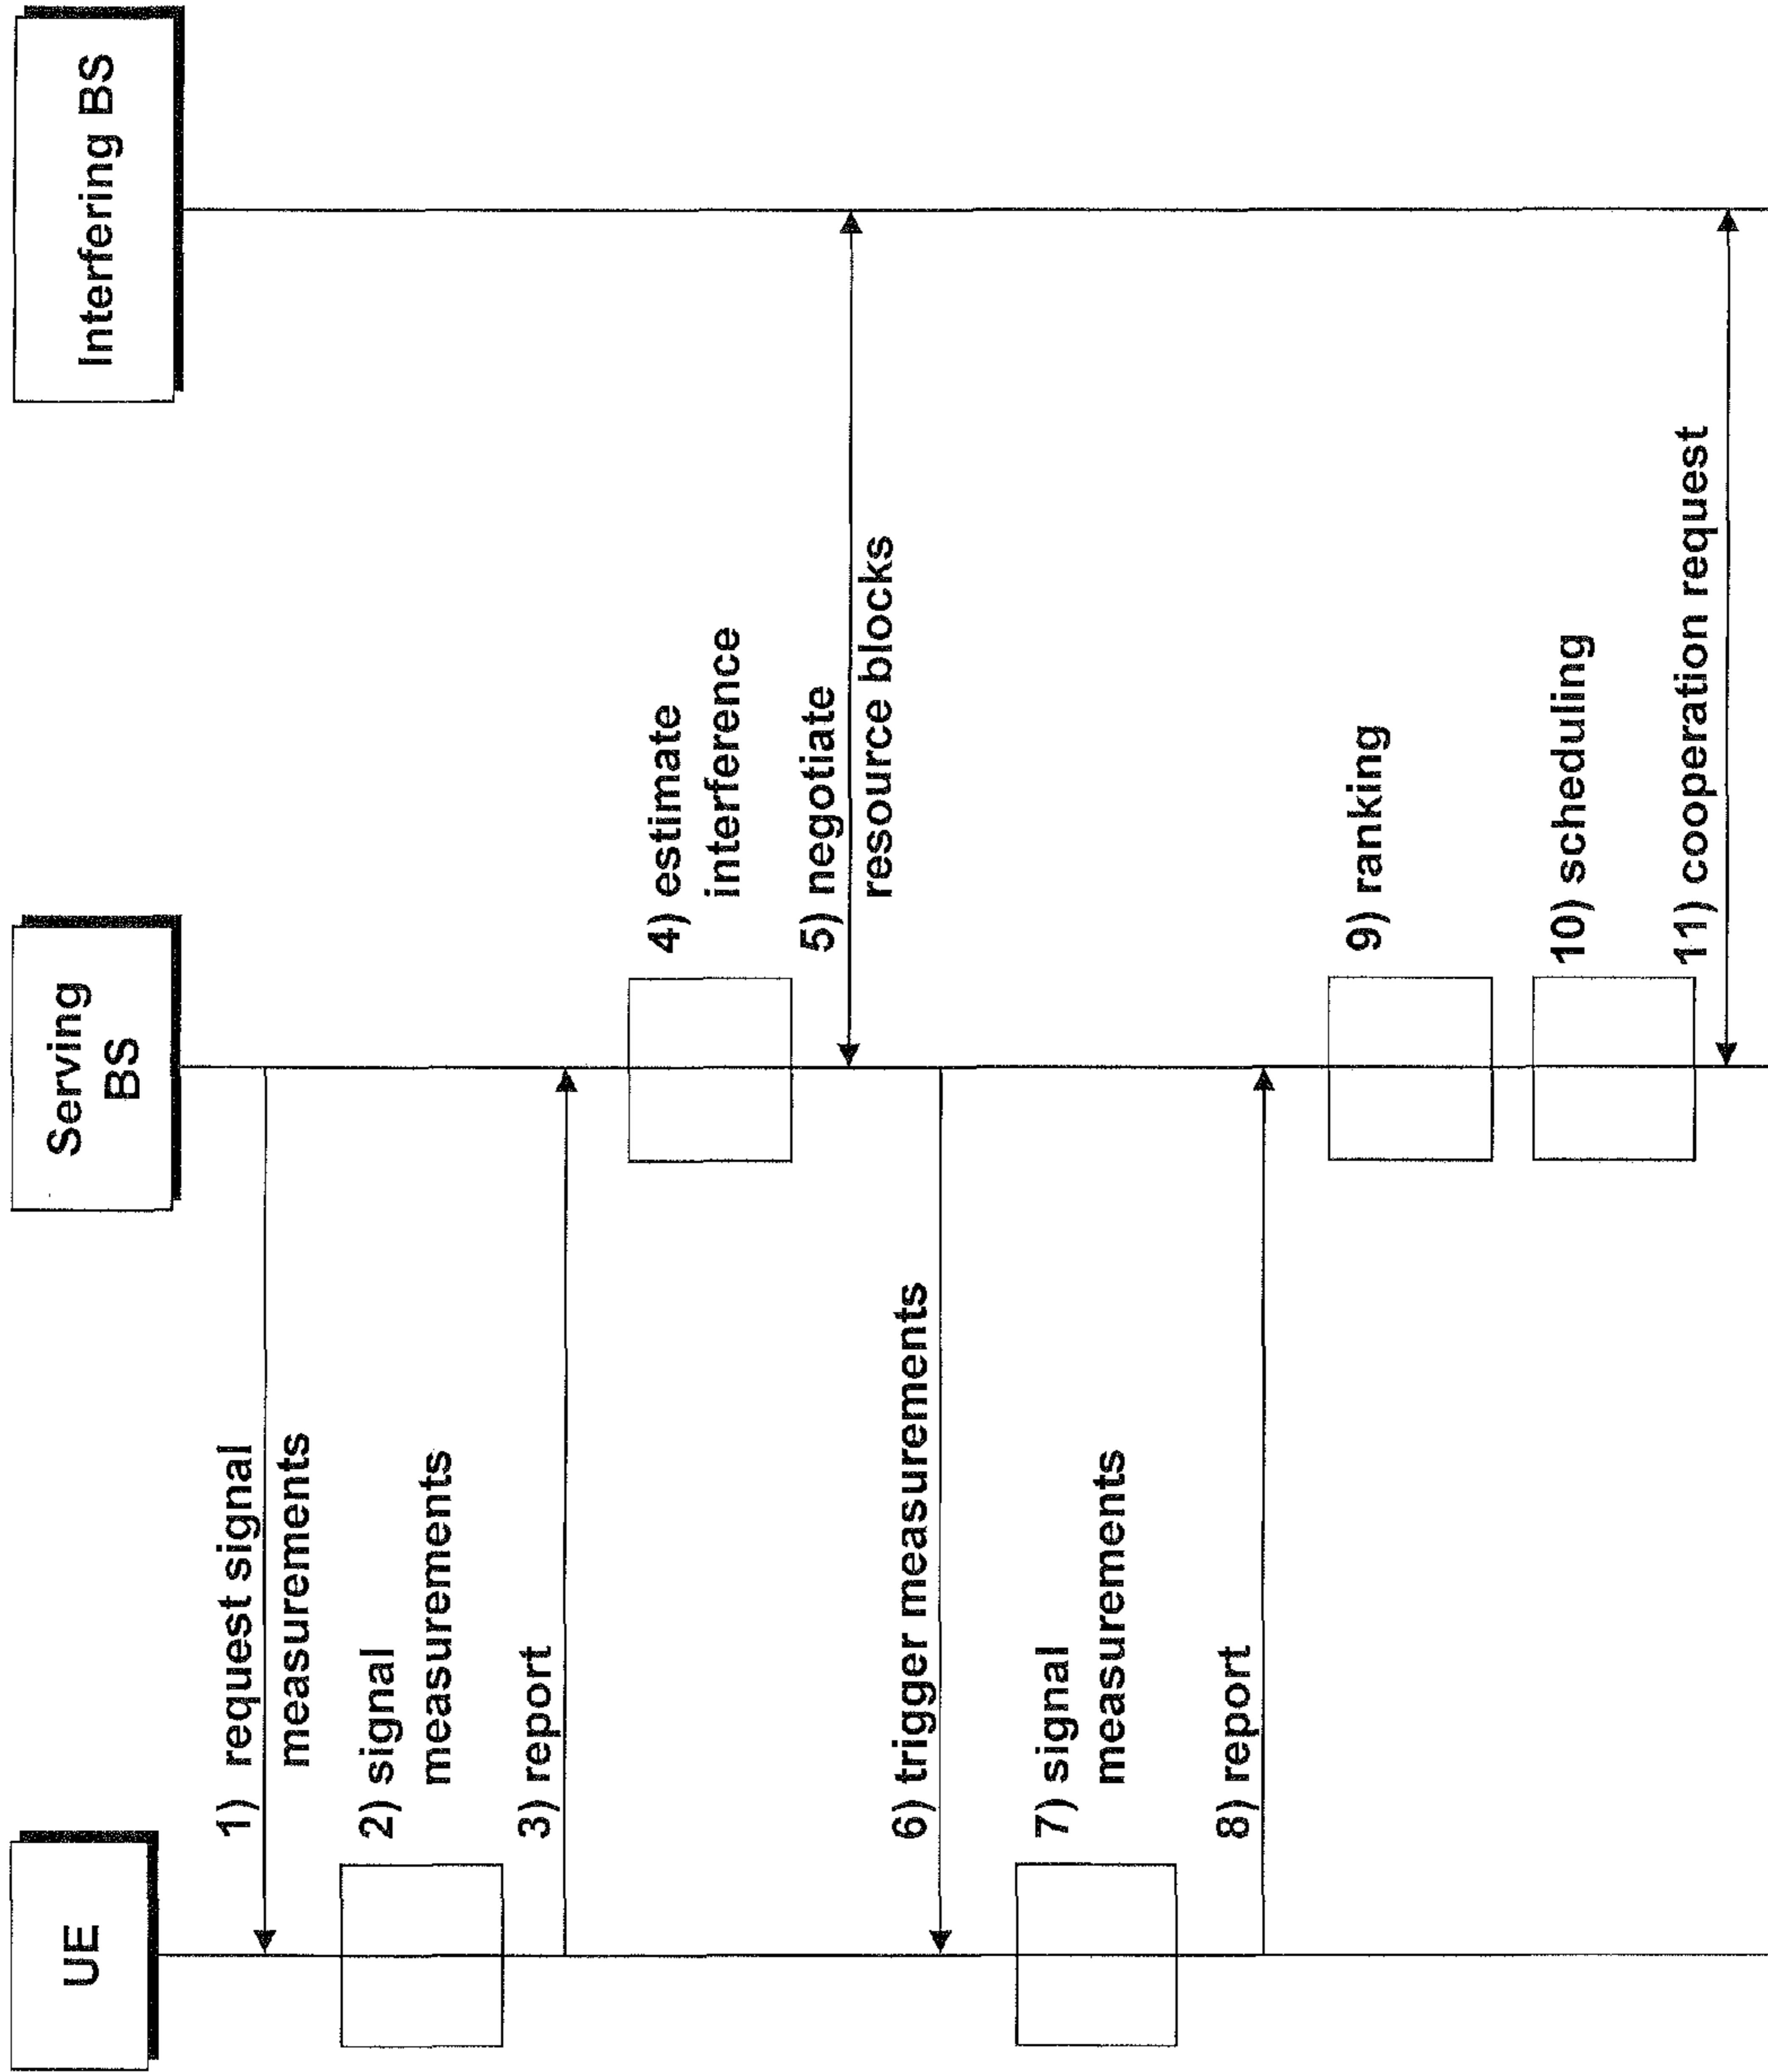 UE
Serving
BS
Interfering BS
1) request signal
measurements
2) signal
measurements
3) report
4) estimate
interference
5) negotiate
resource blocks
6) trigger measurements
7) signal
measurements
8) report
9) ranking
10) scheduling
11) cooperation request